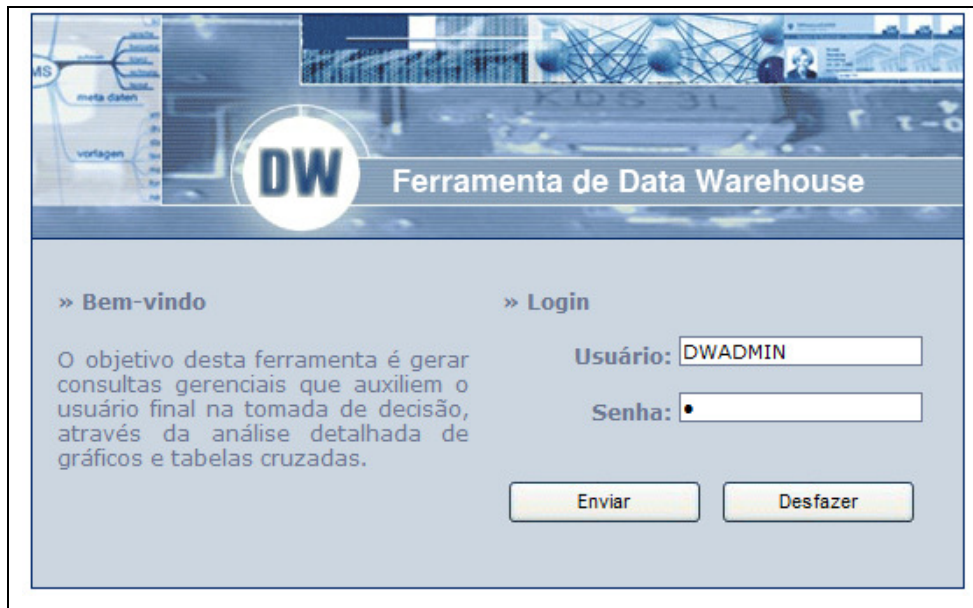 MS
meta daten
vorlagen
DW
Ferramenta de Data Warehouse
» Bem-vindo
O objetivo desta ferramenta é gerar
consultas gerenciais que auxiliem o
usuário final na tomada de decisão,
através da análise detalhada de
gráficos e tabelas cruzadas.
» Login
Usuário: DWADMIN
Senha: •
Enviar Desfazer